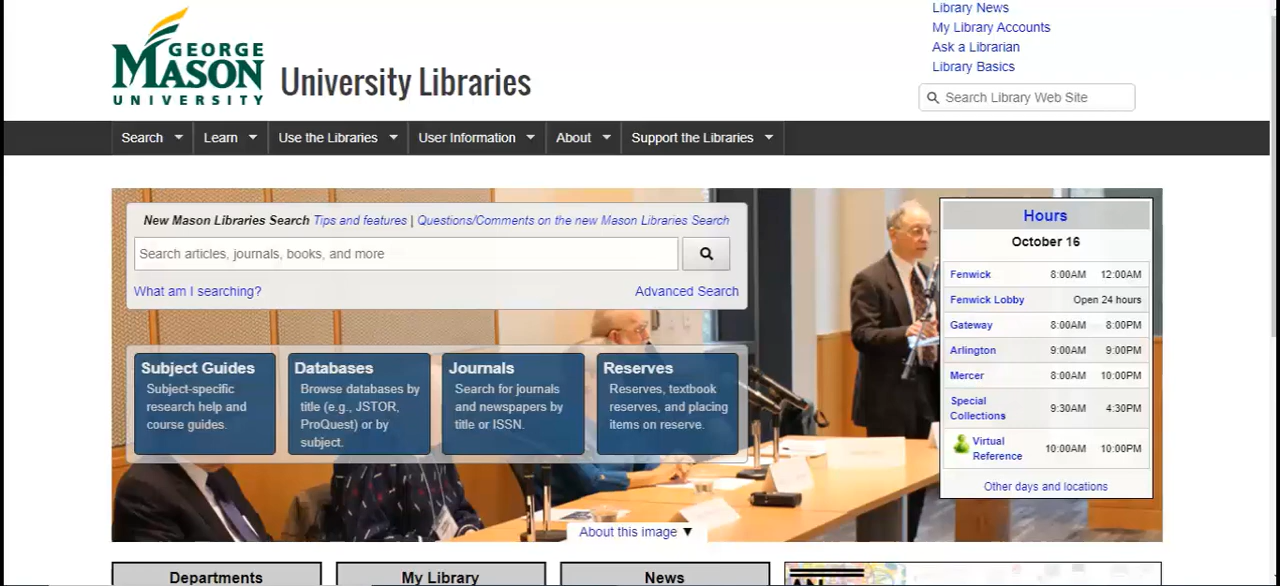 GEORGE
MASON
UNIVERSITY
University Libraries
Library News
My Library Accounts
Ask a Librarian
Library Basics
Search Library Web Site
Search Learn Use the Libraries User Information About Support the Libraries
New Mason Libraries Search Tips and features | Questions/Comments on the new Mason Libraries Search
Search articles, journals, books, and more
What am I searching? Advanced Search
Subject Guides
Subject-specific
research help and
course guides.
Databases
Browse databases by
title (e.g., JSTOR,
ProQuest) or by
subject.
Journals
Search for journals
and newspapers by
title or ISSN.
Reserves
Reserves, textbook
reserves, and placing
items on reserve.
Hours
October 16
Fenwick 8:00AM 12:00AM
Fenwick Lobby Open 24 hours
Gateway 8:00AM 8:00PM
Arlington 9:00AM 9:00PM
Mercer 8:00AM 10:00PM
Special
Collections 9:30AM 4:30PM
Virtual
Reference 10:00AM 10:00PM
Other days and locations
About this image ▼
Departments
My Library
News